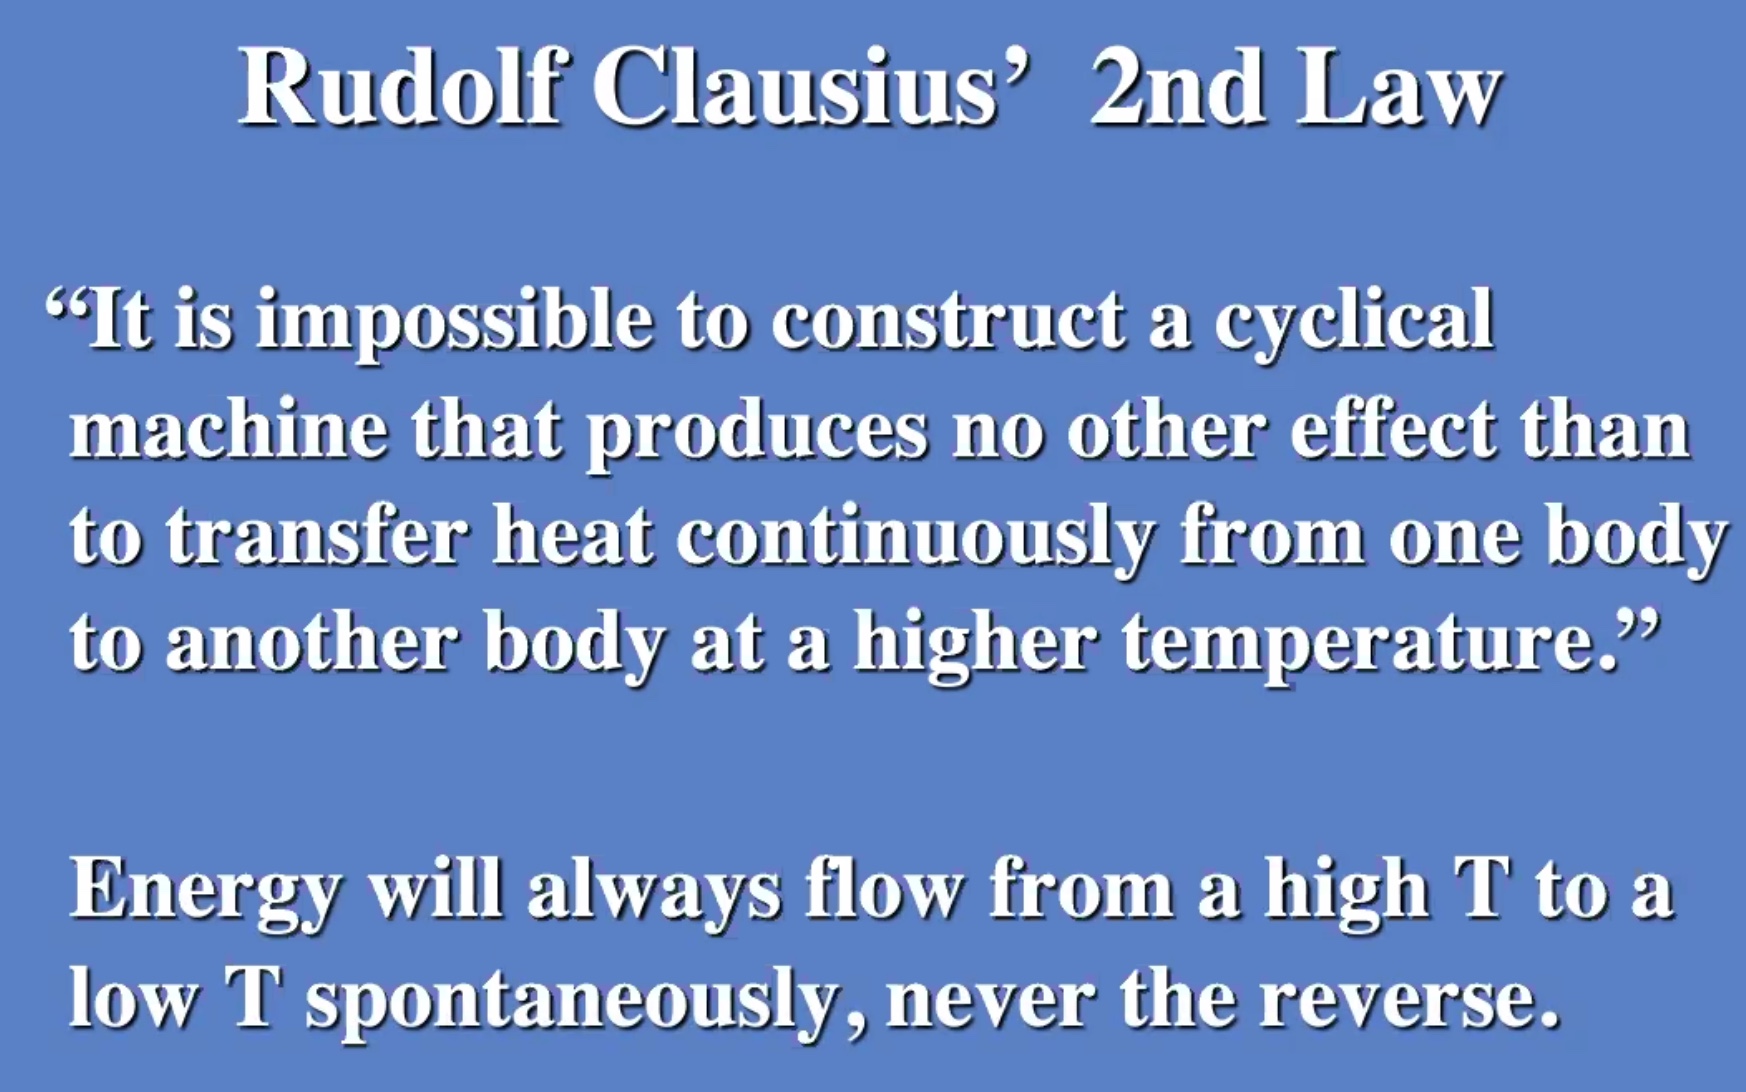 Rudolf Clausius’ 2nd Law
“It is impossible to construct a cyclical
machine that produces no other effect than
to transfer heat continuously from one body
to another body at a higher temperature.”
Energy will always flow from a high T to a
low T spontaneously, never the reverse.